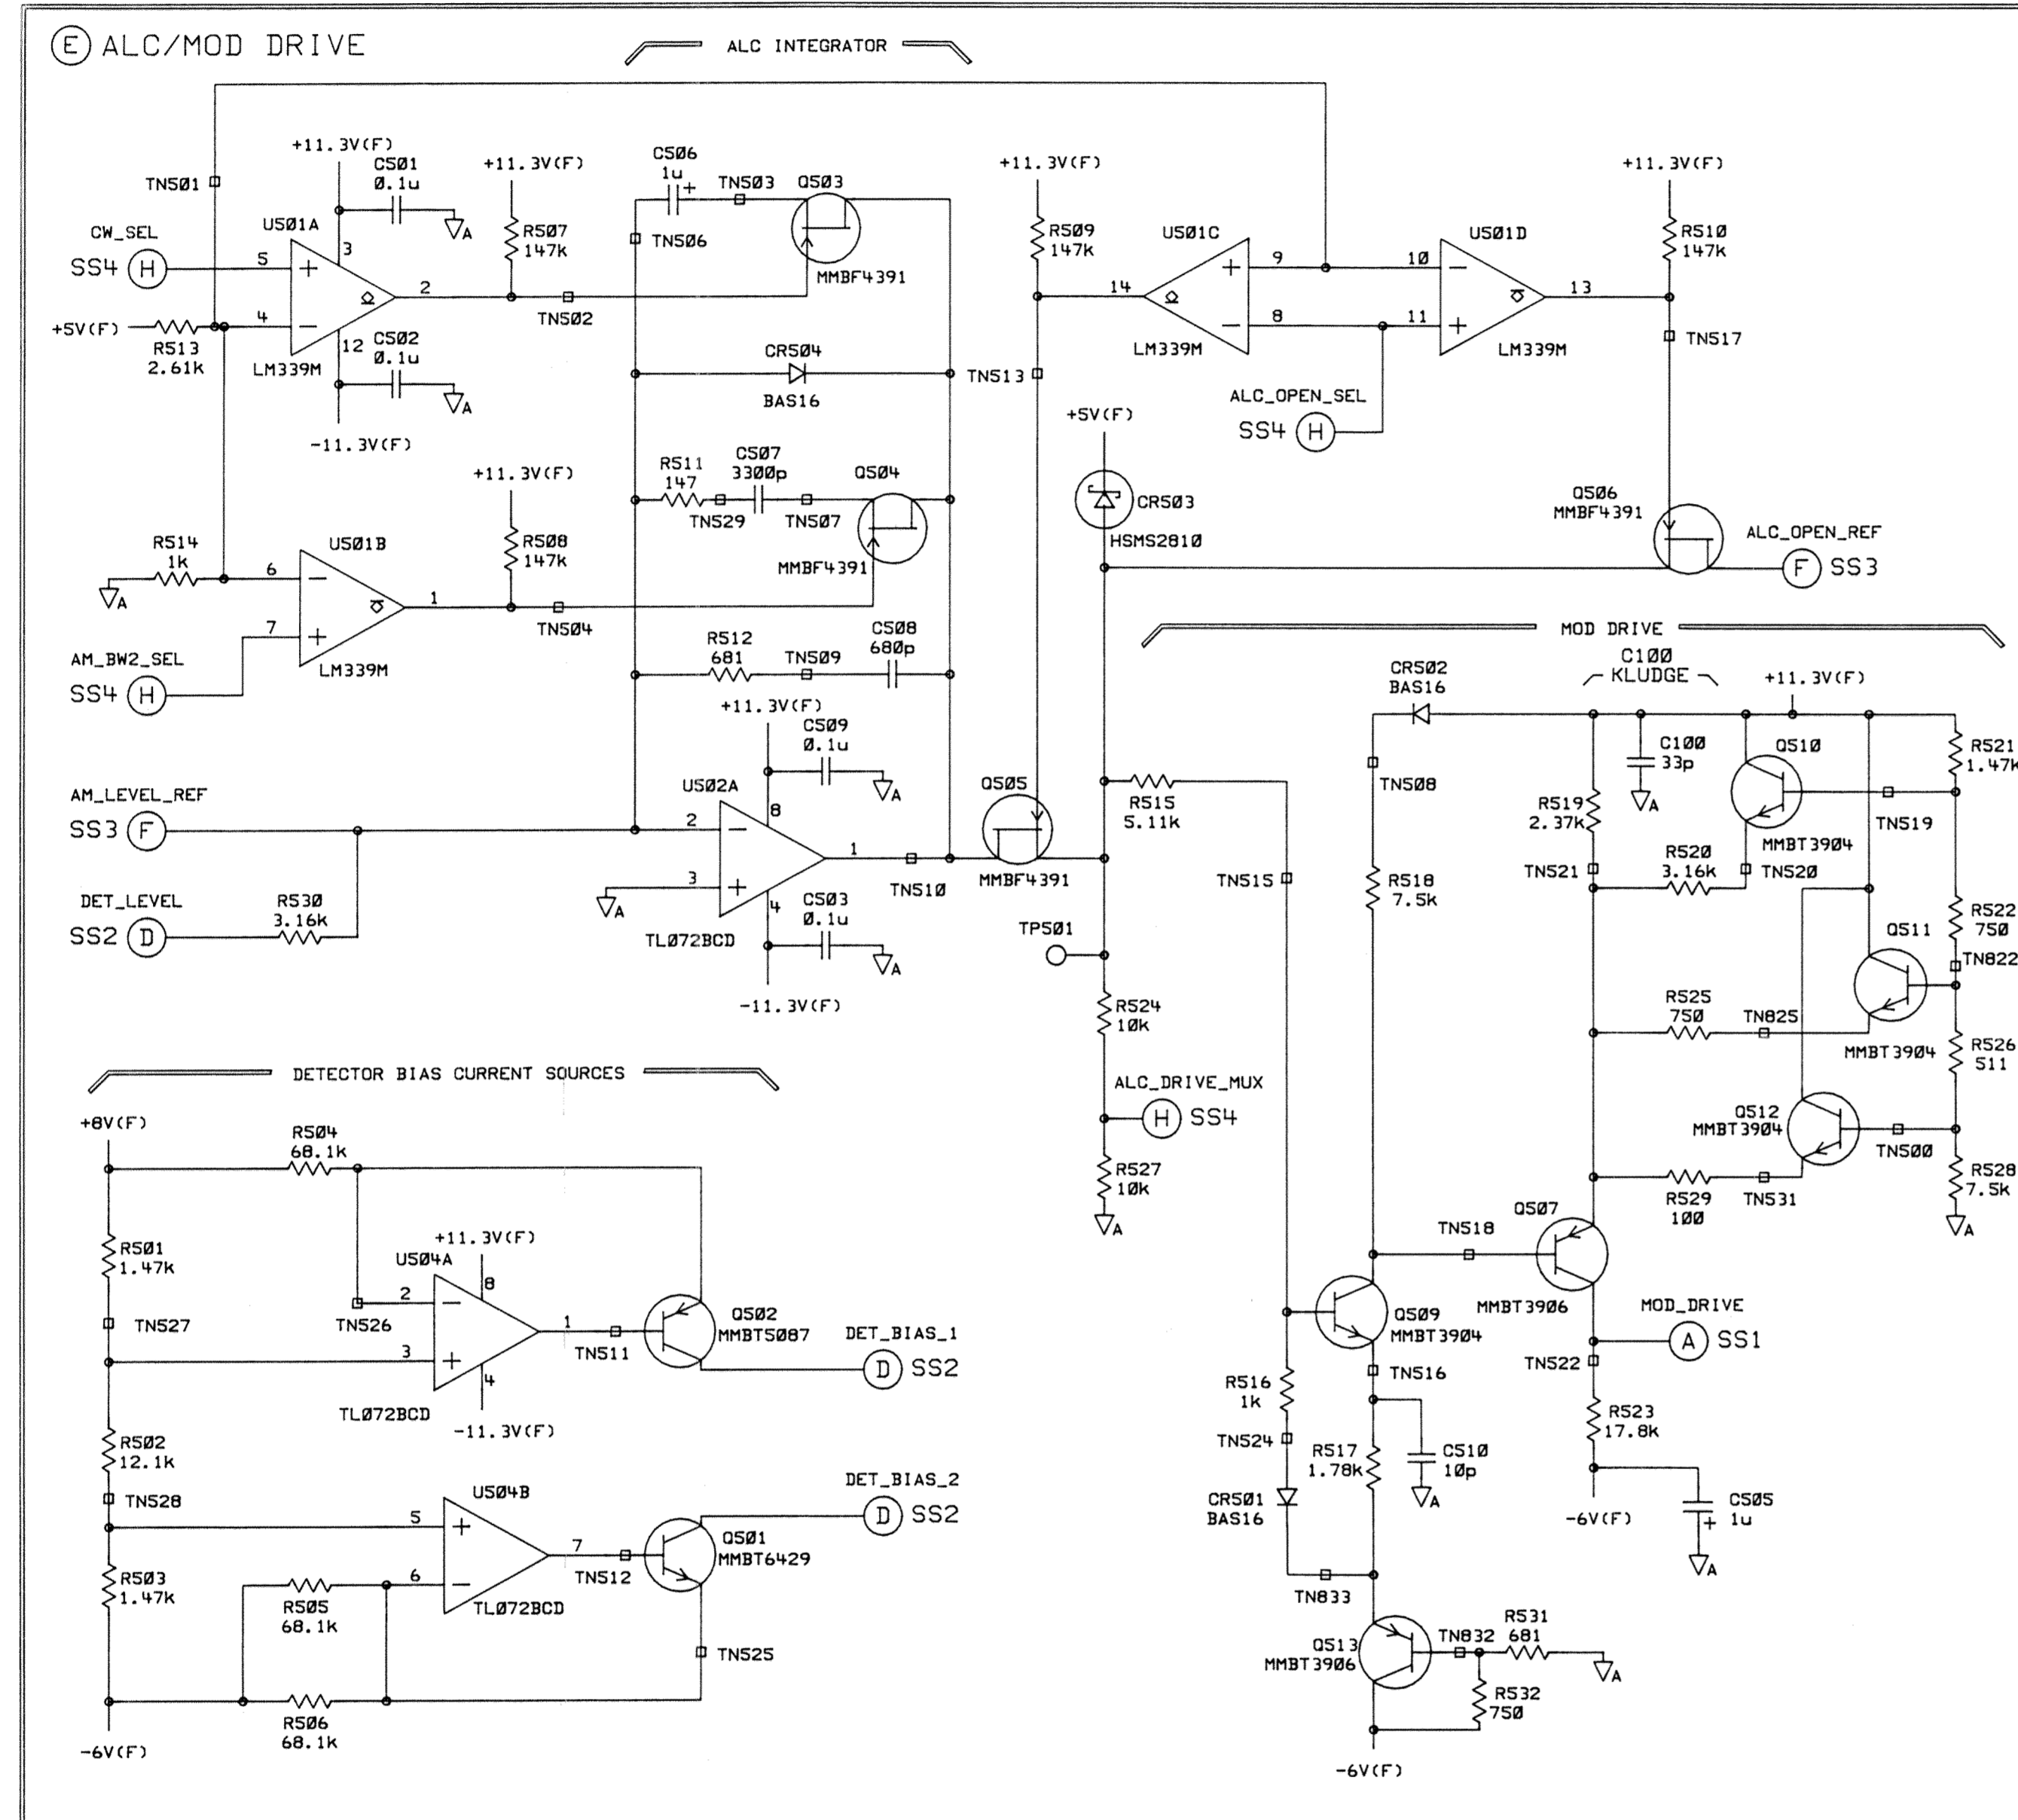 E ALC/MOD DRIVE
ALC INTEGRATOR
+11.3V(F)
C501
0.1u
TN501
U501A
CW_SEL
SS4 H
5
+
3
2
4
-
12
+5V(F)
R513
2.61k
LM339M
C502
0.1u
A
A
-11.3V(F)
+11.3V(F)
R507
147k
TN502
C506
1u
+
TN503
Q503
TN506
MMBF4391
CR504
BAS16
R511
147
C507
3300p
Q504
TN529
TN507
MMBF4391
+11.3V(F)
R508
147k
R514
1k
A
U501B
6
-
1
7
+
TN504
LM339M
AM_BW2_SEL
SS4 H
R512
681
TN509
C508
680p
+11.3V(F)
C509
0.1u
A
AM_LEVEL_REF
SS3 F
U502A
8
2
-
1
3
+
4
A
TN510
TL072BCD
C503
0.1u
A
-11.3V(F)
DET_LEVEL
SS2 D
R530
3.16k
Q505
MMBF4391
+11.3V(F)
R509
147k
U501C
14
+
9
-
8
LM339M
TN513
U501D
10
-
11
+
13
LM339M
+11.3V(F)
R510
147k
TN517
ALC_OPEN_SEL
SS4 H
+5V(F)
CR503
HSMS2810
Q506
MMBF4391
ALC_OPEN_REF
F SS3
R515
5.11k
TN515
TP501
R524
10k
ALC_DRIVE_MUX
H SS4
R527
10k
A
MOD DRIVE
C100
KLUDGE
+11.3V(F)
CR502
BAS16
TN508
C100
33p
A
Q510
R521
1.47k
R519
2.37k
TN519
MMBT3904
R520
3.16k
TN521
TN520
R518
7.5k
Q511
R522
750
TN822
R525
750
TN825
MMBT3904
R526
511
Q512
MMBT3904
TN500
R529
100
TN531
R528
7.5k
A
Q507
TN518
MMBT3906
Q509
MMBT3904
MOD_DRIVE
A SS1
TN522
TN516
R516
1k
TN524
R517
1.78k
C510
10p
A
R523
17.8k
CR501
BAS16
-6V(F)
C505
1u
+
A
TN833
Q513
MMBT3906
TN832
R531
681
A
R532
750
-6V(F)
DETECTOR BIAS CURRENT SOURCES
+8V(F)
R504
68.1k
R501
1.47k
U504A
+11.3V(F)
8
2
-
1
3
+
4
TN527
TN526
TN511
TL072BCD
-11.3V(F)
Q502
MMBT5087
DET_BIAS_1
D SS2
R502
12.1k
TN528
U504B
5
+
7
6
-
TN512
TL072BCD
Q501
MMBT6429
DET_BIAS_2
D SS2
R503
1.47k
R505
68.1k
TN525
R506
68.1k
-6V(F)